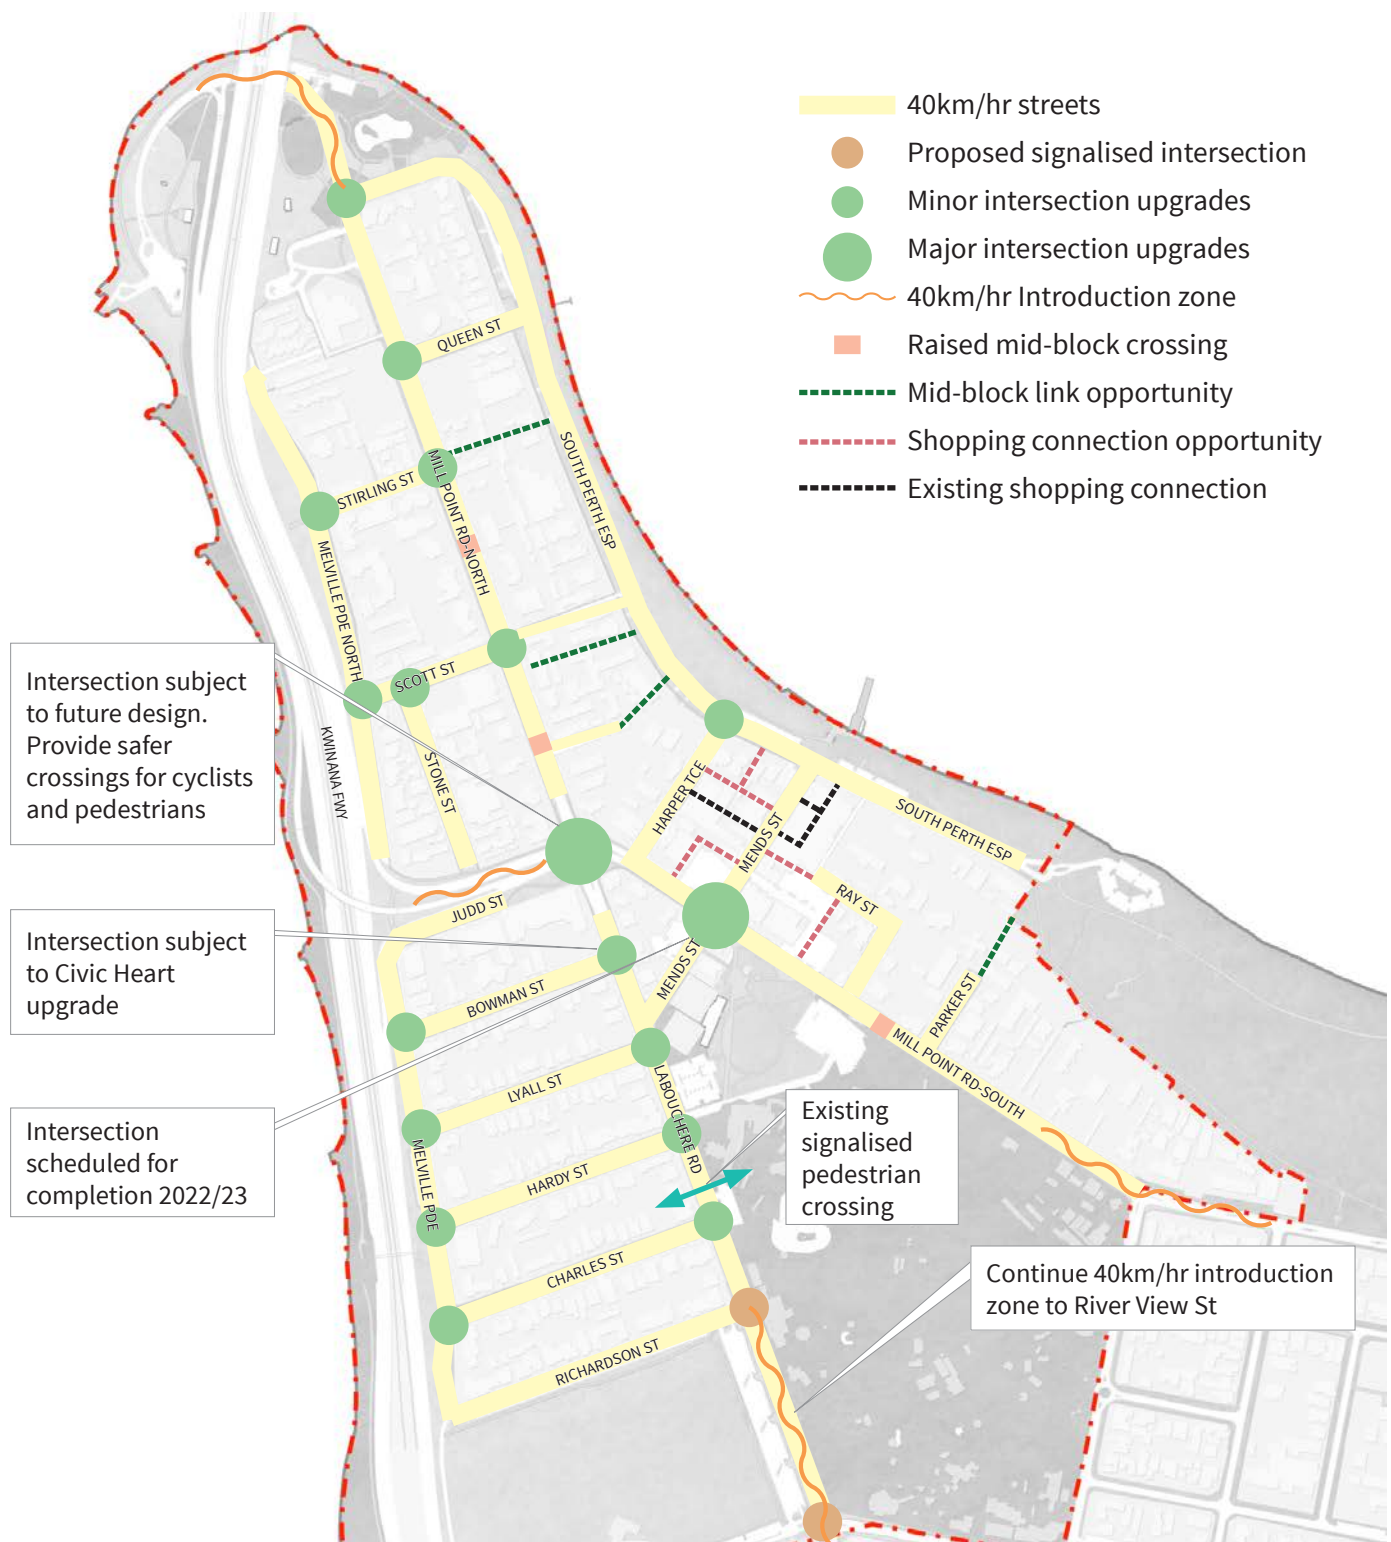 40km/hr streets
Proposed signalised intersection
Minor intersection upgrades
Major intersection upgrades
40km/hr Introduction zone
Raised mid-block crossing
Mid-block link opportunity
Shopping connection opportunity
Existing shopping connection
QUEEN ST
STIRLING ST
MILL POINT RD-NORTH
SOUTH PERTH ESP
MELVILLE PDE NORTH
SCOTT ST
STONE ST
KWINANA FWY
Intersection subject
to future design.
Provide safer
crossings for cyclists
and pedestrians
HARPER TCE
MENDS ST
SOUTH PERTH ESP
RAY ST
JUDD ST
Intersection subject
to Civic Heart
upgrade
BOWMAN ST
MENDS ST
PARKER ST
MILL POINT RD-SOUTH
LYALL ST
LABOUCHERE RD
Intersection
scheduled for
completion 2022/23
MELVILLE PDE
HARDY ST
Existing
signalised
pedestrian
crossing
CHARLES ST
Continue 40km/hr introduction
zone to River View St
RICHARDSON ST